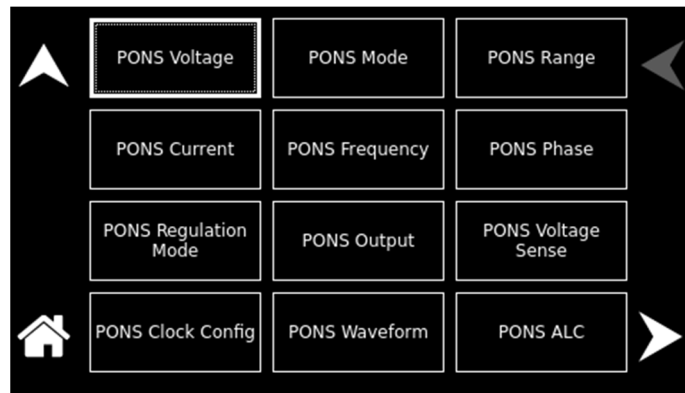 PONS Voltage
PONS Mode
PONS Range
PONS Current
PONS Frequency
PONS Phase
PONS Regulation
Mode
PONS Output
PONS Voltage
Sense
PONS Clock Config
PONS Waveform
PONS ALC